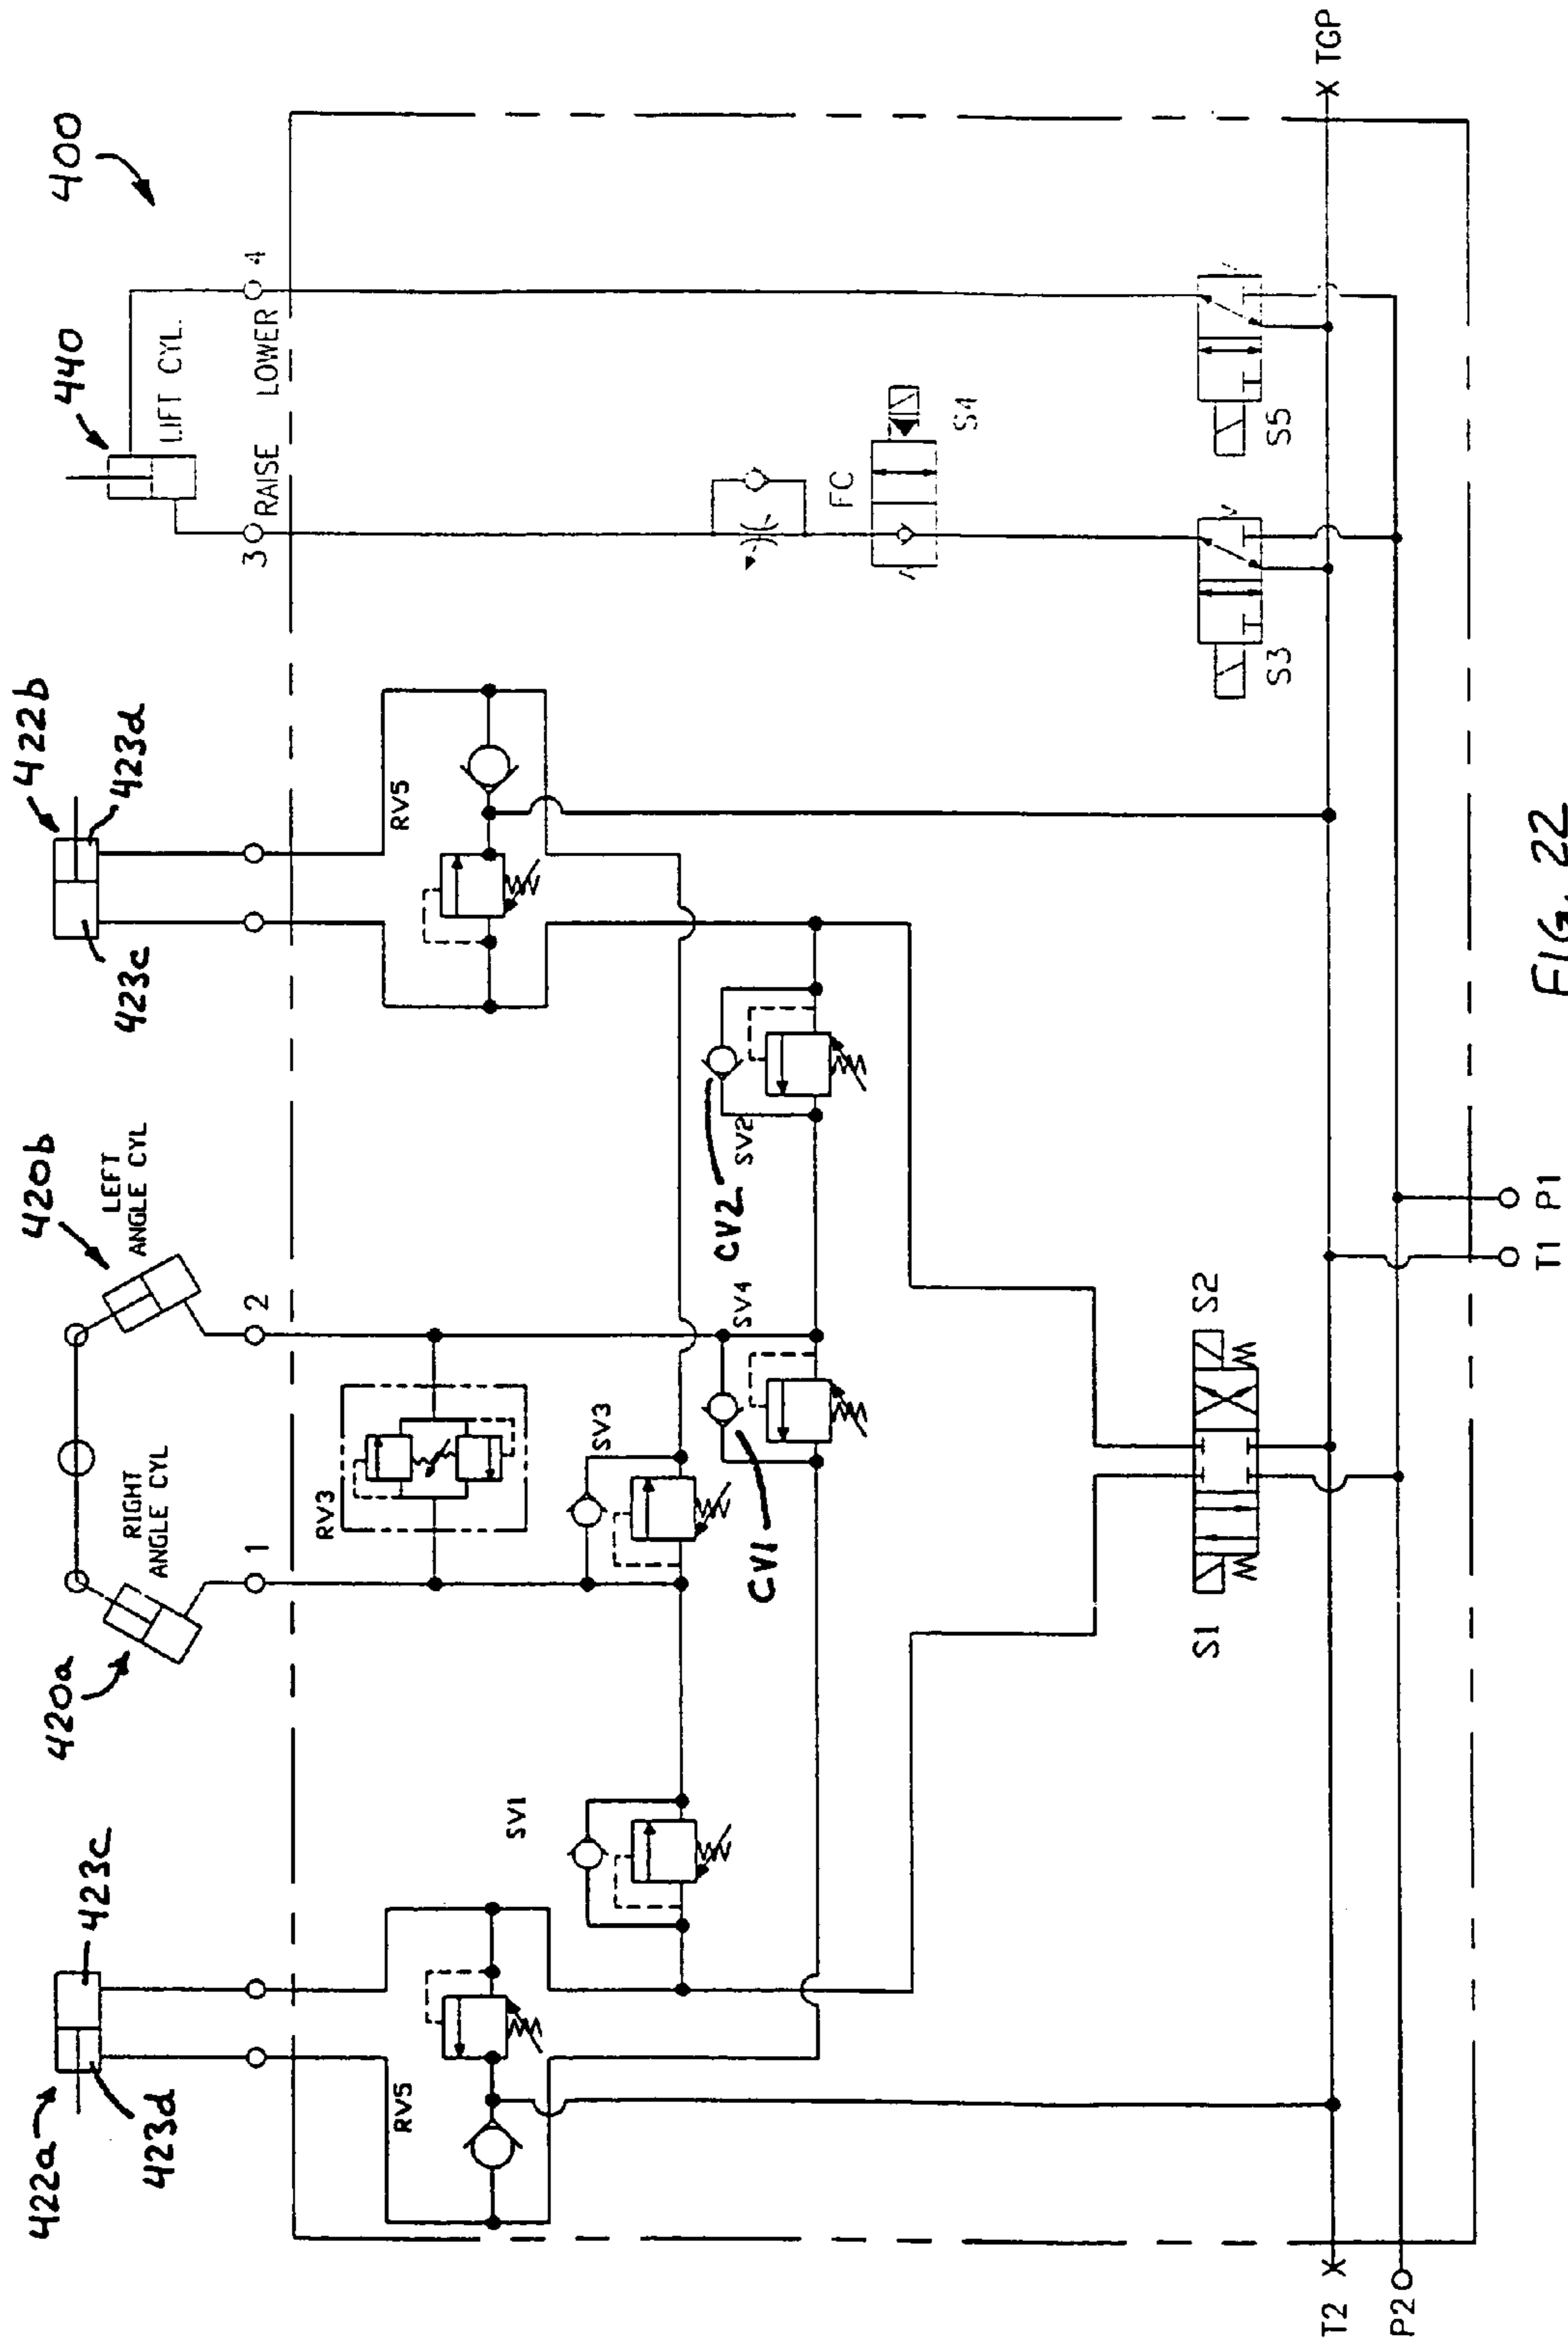 400
440
LIFT CYL.
3 RAISE LOWER 4
FC
S4
S3
S5
422b
423d
423c
RV5
420b
LEFT
ANGLE CYL
2
420a
RIGHT
ANGLE CYL
1
RV3
SV3
SV4
CV1
CV2
SV2
422a
423c
423d
RV5
SV1
S1
S2
T1 P1
T2
P2
TGP
FIG. 22